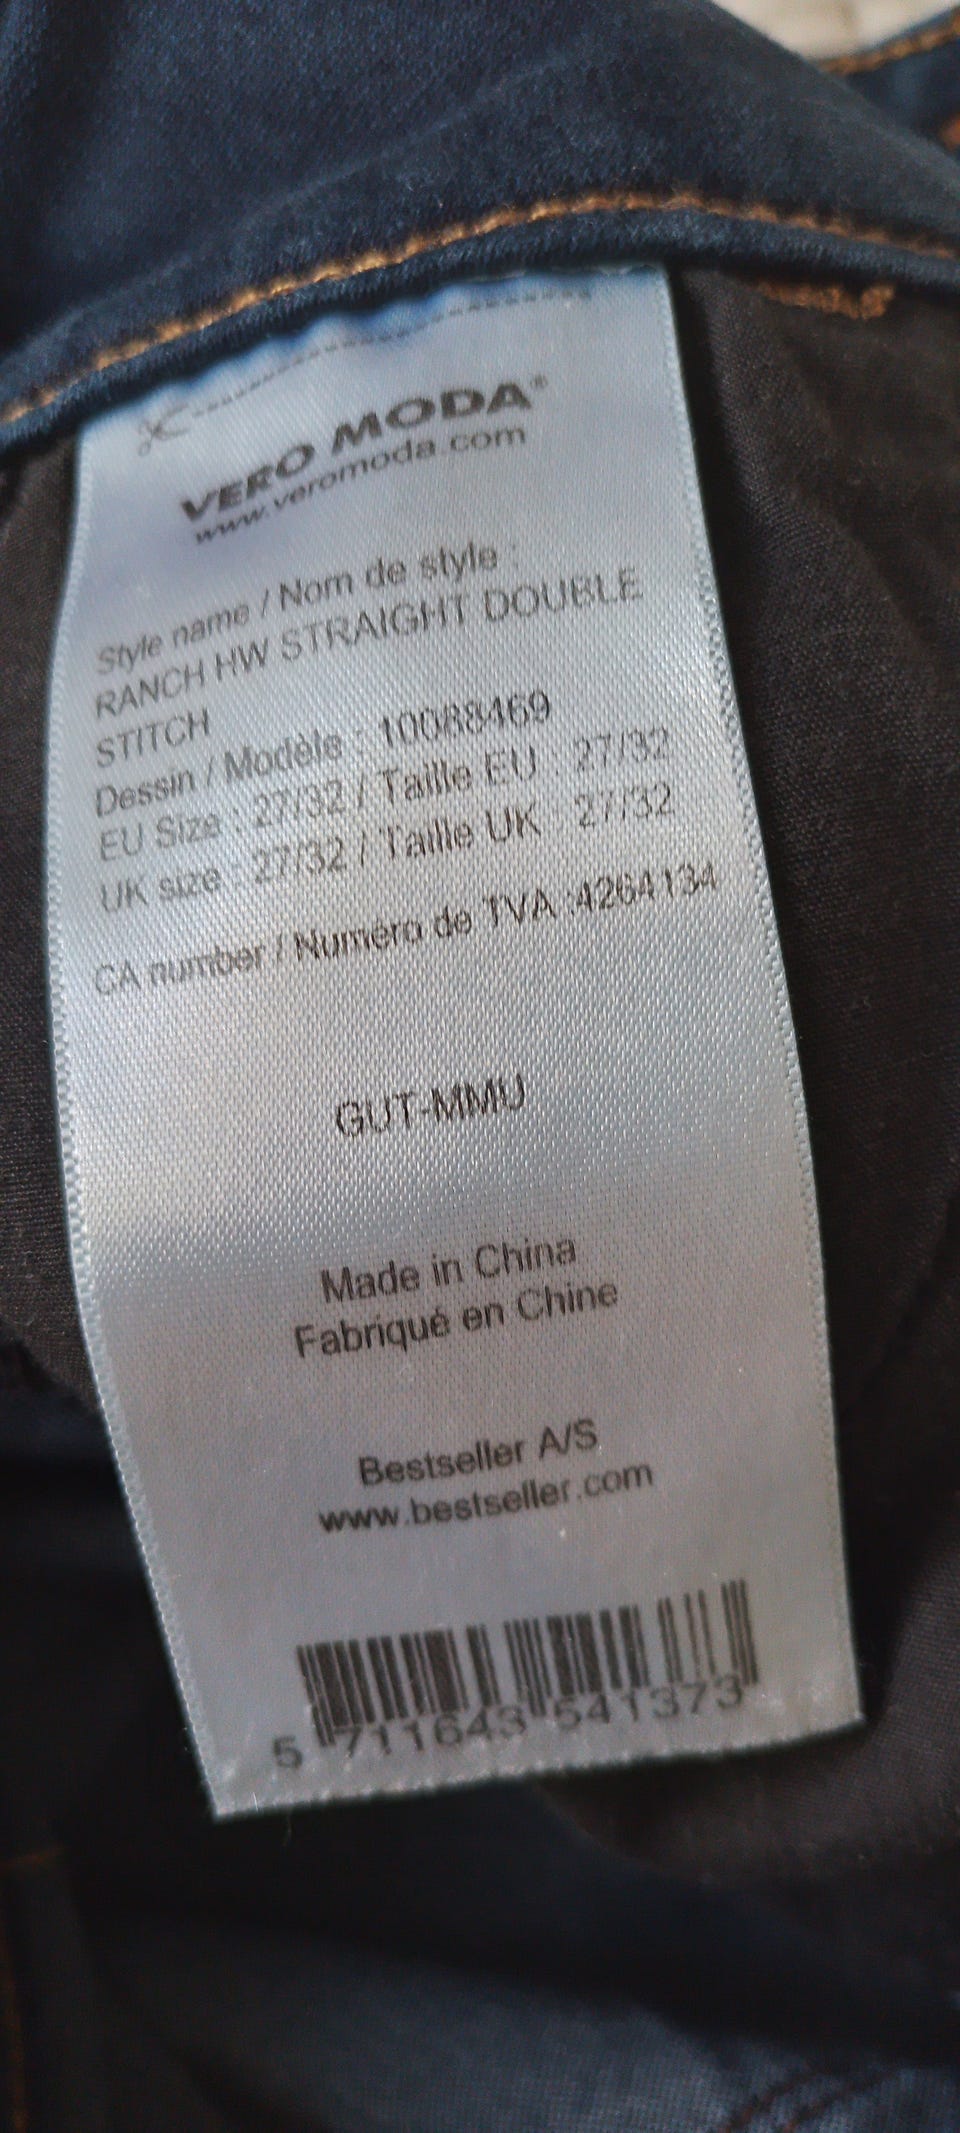 VERO MODA®
www.veromoda.com
Style name / Nom de style :
RANCH HW STRAIGHT DOUBLE
STITCH
Dessin / Modèle : 10088469
EU Size : 27/32 / Taille EU : 27/32
UK size : 27/32 / Taille UK : 27/32
CA number / Numéro de TVA :4264134
GUT-MMU
Made in China
Fabriqué en Chine
Bestseller A/S
www.bestseller.com
5 711643 541373